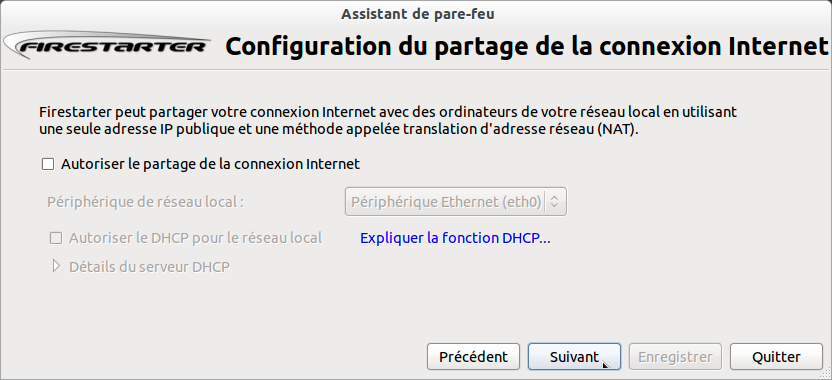 Assistant de pare-feu
FIRESTARTER
Configuration du partage de la connexion Internet
Firestarter peut partager votre connexion Internet avec des ordinateurs de votre réseau local en utilisant
une seule adresse IP publique et une méthode appelée translation d'adresse réseau (NAT).
Autoriser le partage de la connexion Internet
Périphérique de réseau local :
Périphérique Ethernet (eth0)
Autoriser le DHCP pour le réseau local
Expliquer la fonction DHCP...
Détails du serveur DHCP
Précédent
Suivant
Enregistrer
Quitter